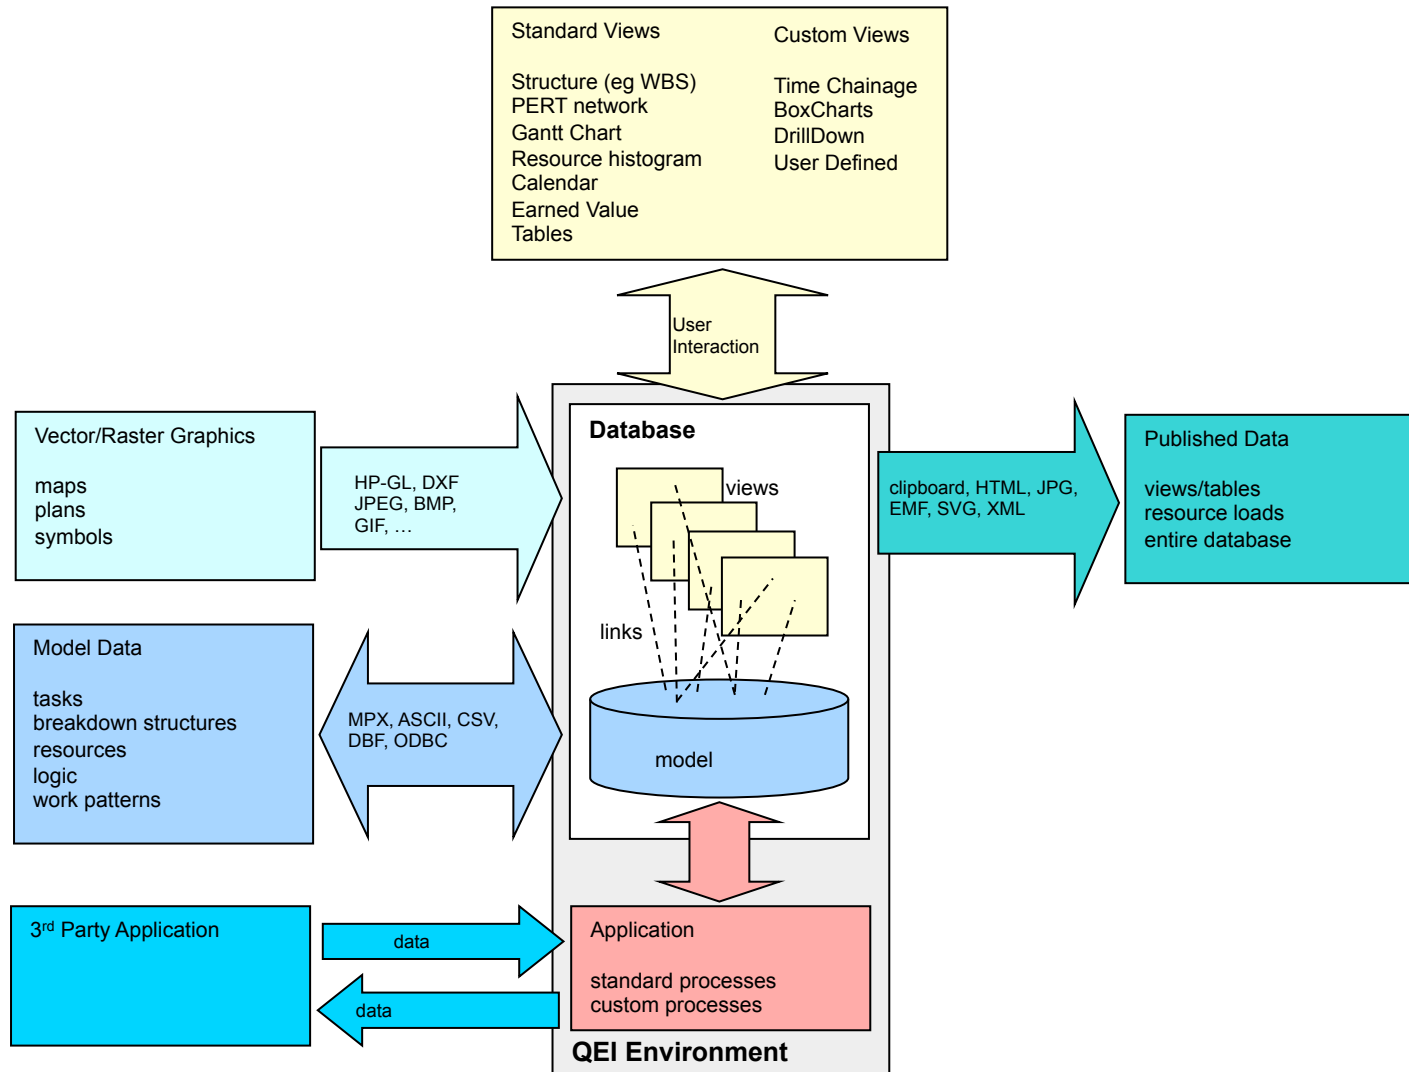 Standard Views
Structure (eg WBS)
PERT network
Gantt Chart
Resource histogram
Calendar
Earned Value
Tables
Custom Views
Time Chainage
BoxCharts
DrillDown
User Defined
User
Interaction
Vector/Raster Graphics
maps
plans
symbols
HP-GL, DXF
JPEG, BMP,
GIF, …
Database
views
links
model
clipboard, HTML, JPG,
EMF, SVG, XML
Published Data
views/tables
resource loads
entire database
Model Data
tasks
breakdown structures
resources
logic
work patterns
MPX, ASCII, CSV,
DBF, ODBC
3rd Party Application
data
data
Application
standard processes
custom processes
QEI Environment